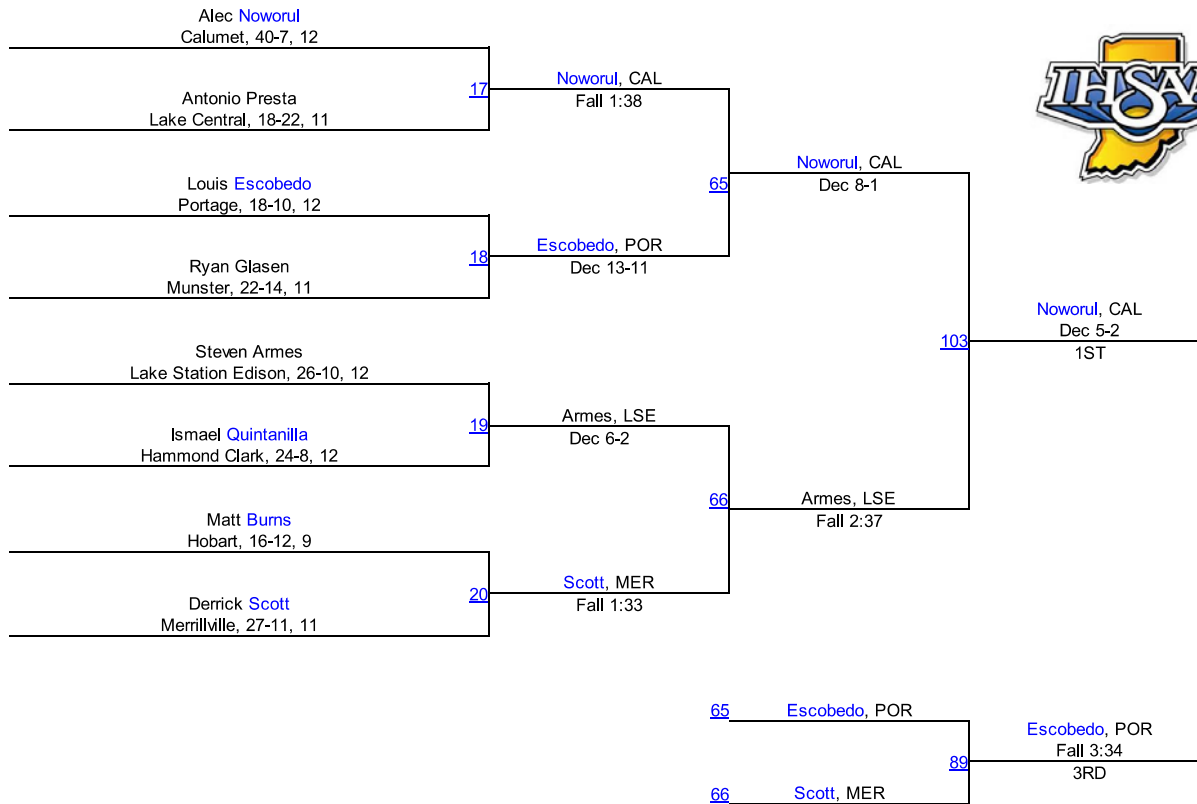 Alec Noworul
Calumet, 40-7, 12
17
Noworul, CAL
Fall 1:38
Antonio Presta
Lake Central, 18-22, 11
65
Noworul, CAL
Dec 8-1
Louis Escobedo
Portage, 18-10, 12
18
Escobedo, POR
Dec 13-11
Ryan Glasen
Munster, 22-14, 11
103
Noworul, CAL
Dec 5-2
1ST
Steven Armes
Lake Station Edison, 26-10, 12
19
Armes, LSE
Dec 6-2
Ismael Quintanilla
Hammond Clark, 24-8, 12
66
Armes, LSE
Fall 2:37
Matt Burns
Hobart, 16-12, 9
20
Scott, MER
Fall 1:33
Derrick Scott
Merrillville, 27-11, 11
65
Escobedo, POR
89
Escobedo, POR
Fall 3:34
3RD
66
Scott, MER
IHSAA